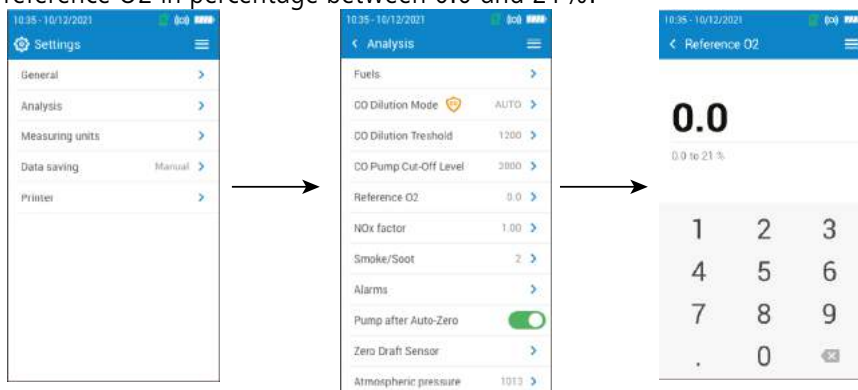 reference O2 in percentage between 0.0 and 21 %.
10:35 - 10/12/2021
Settings
General
Analysis
Measuring units
Data saving Manual
Printer
10:35 - 10/12/2021
Analysis
Fuels
CO Dilution Mode AUTO
CO Dilution Treshold 1200
CO Pump Cut-Off Level 3800
Reference O2 0.0
NOx factor 1.00
Smoke/Soot 2
Alarms
Pump after Auto-Zero
Zero Draft Sensor
Atmospheric pressure 1013
10:35 - 10/12/2021
Reference O2
0.0
0.0 to 21 %
1 2 3
4 5 6
7 8 9
. 0